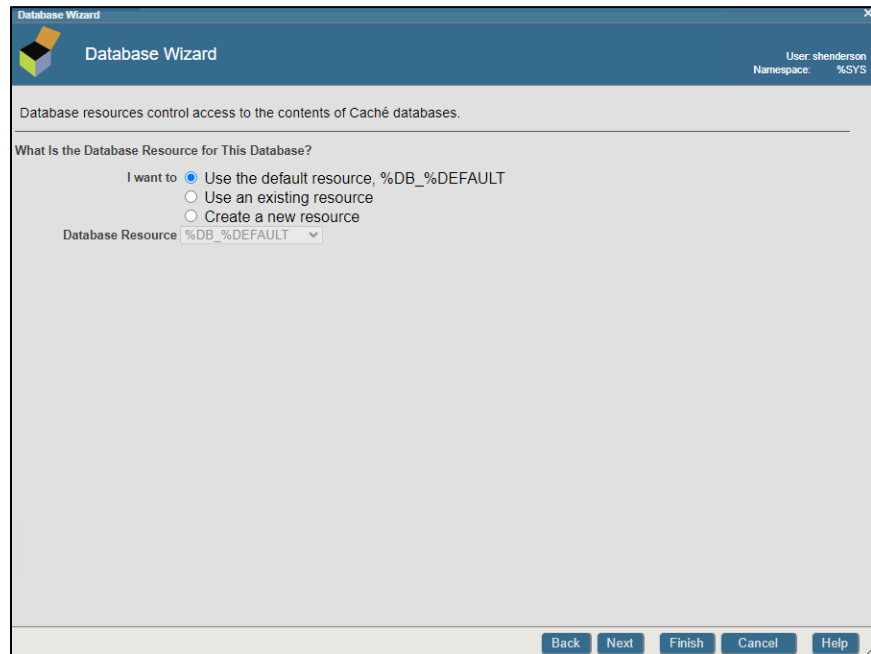 Database Wizard
Database Wizard
User: shenderson
Namespace: %SYS
Database resources control access to the contents of Caché databases.
What Is the Database Resource for This Database?
I want to Use the default resource, %DB_%DEFAULT
Use an existing resource
Create a new resource
Database Resource %DB_%DEFAULT
Back Next Finish Cancel Help